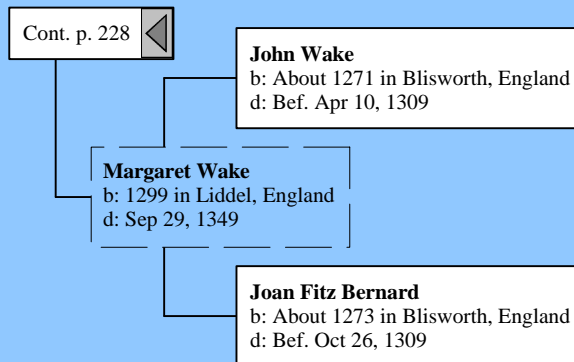 Cont. p. 228
John Wake
b: About 1271 in Blisworth, England
d: Bef. Apr 10, 1309
Margaret Wake
b: 1299 in Liddel, England
d: Sep 29, 1349
Joan Fitz Bernard
b: About 1273 in Blisworth, England
d: Bef. Oct 26, 1309